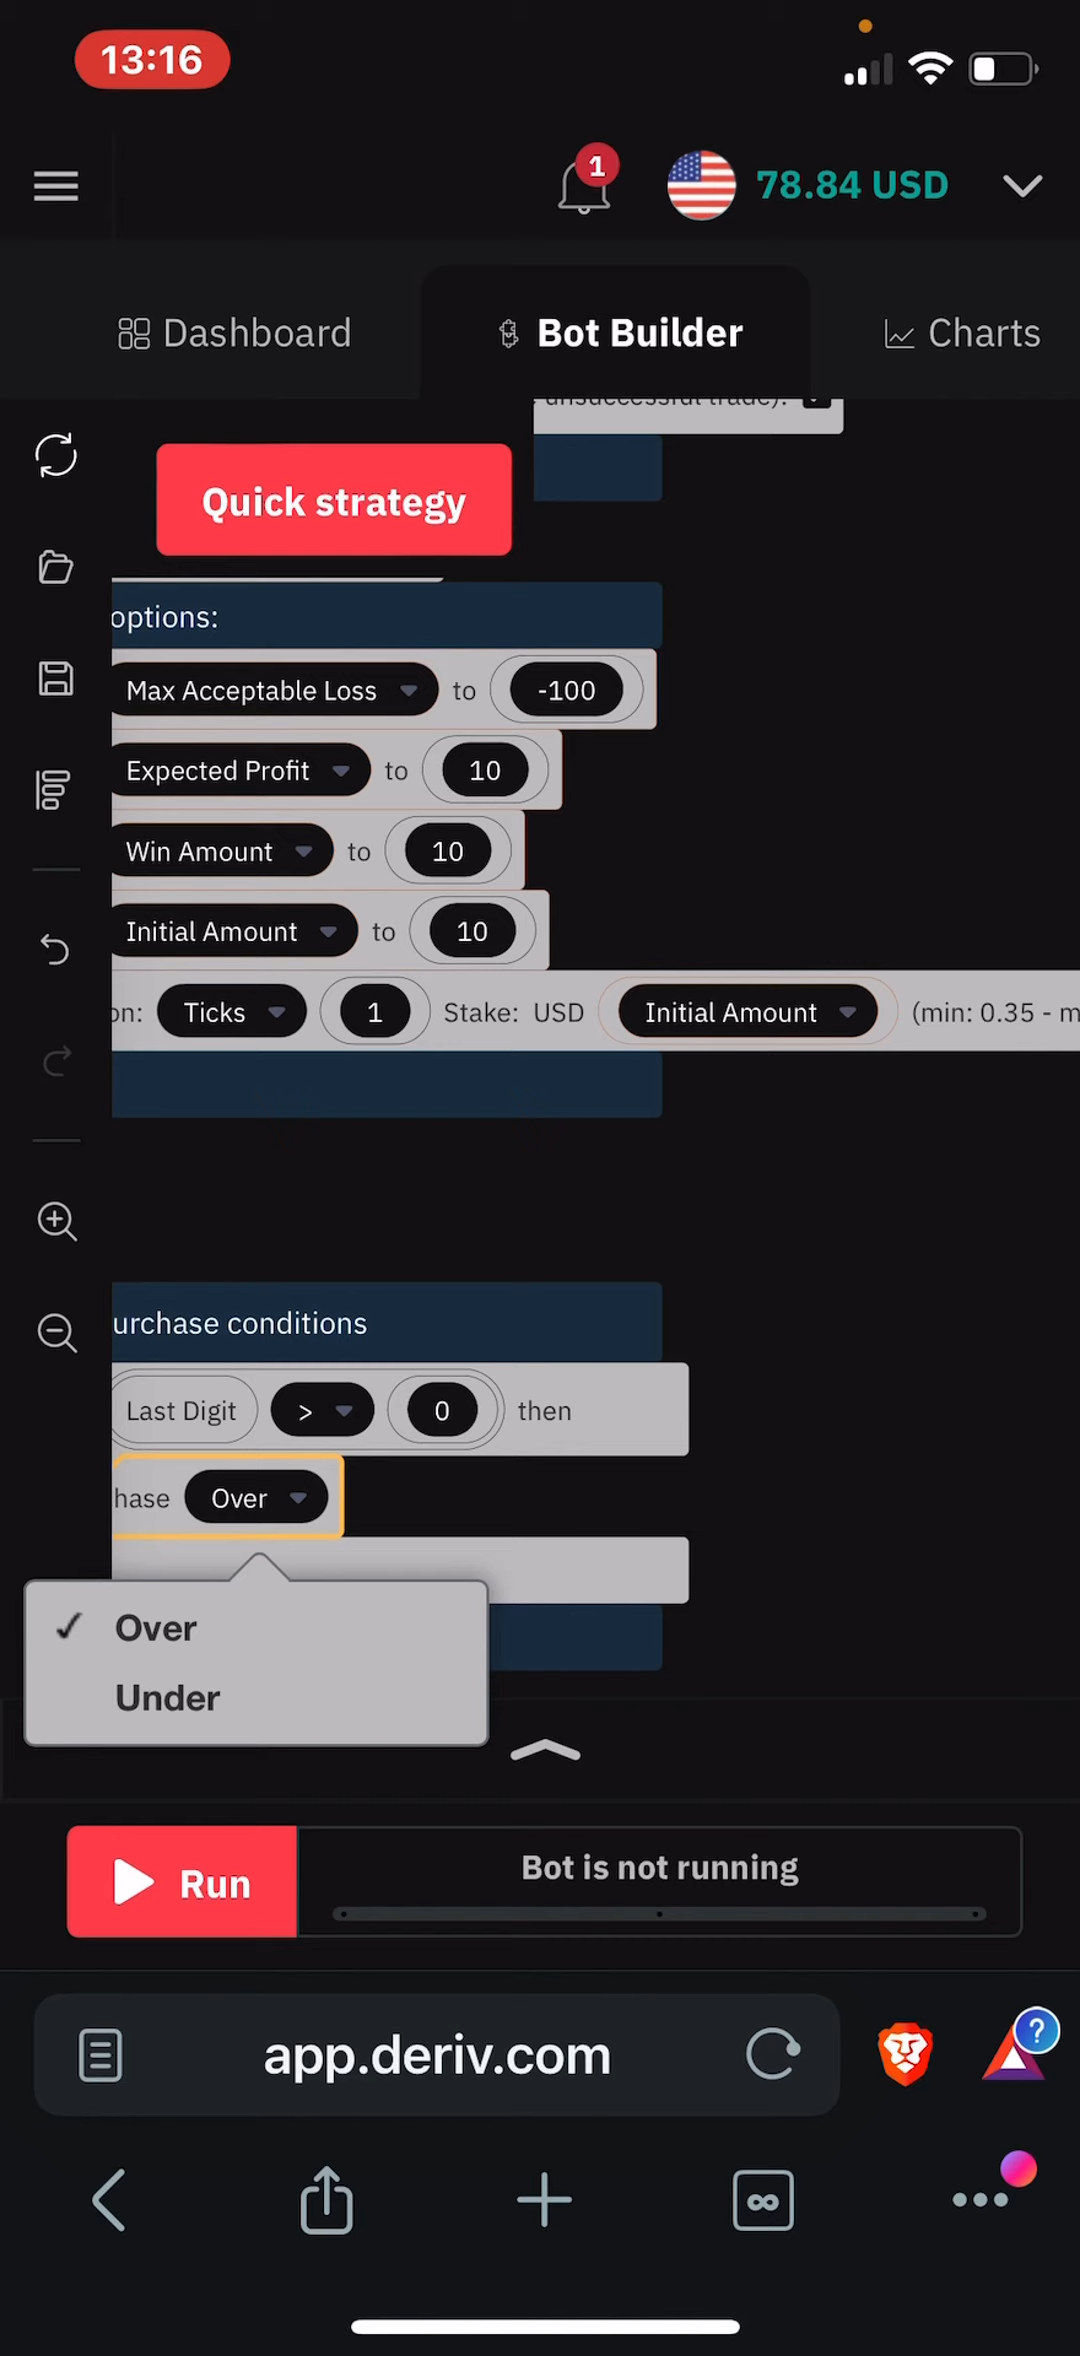 13:16
1
78.84 USD
Dashboard
Bot Builder
Charts
unsuccessful trade):
Quick strategy
options:
Max Acceptable Loss to -100
Expected Profit to 10
Win Amount to 10
Initial Amount to 10
on: Ticks 1 Stake: USD Initial Amount (min: 0.35 - m
urchase conditions
Last Digit > 0 then
hase Over
✓ Over
Under
Run
Bot is not running
app.deriv.com
?